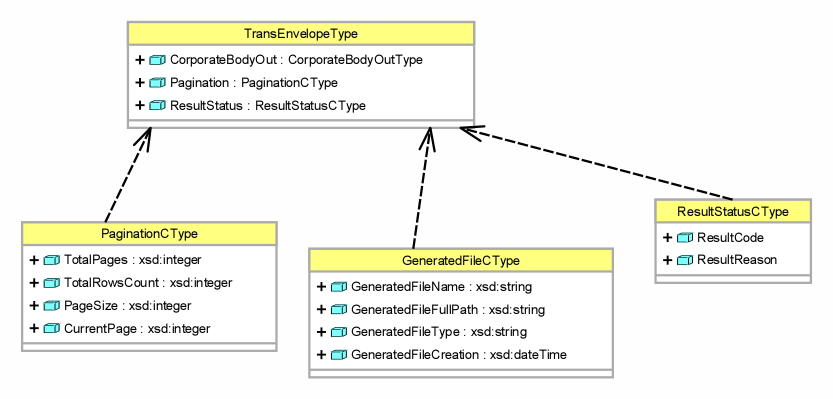 TransEnvelopeType
+ CorporateBodyOut : CorporateBodyOutType
+ Pagination : PaginationCType
+ ResultStatus : ResultStatusCType
PaginationCType
+ TotalPages : xsd:integer
+ TotalRowsCount : xsd:integer
+ PageSize : xsd:integer
+ CurrentPage : xsd:integer
GeneratedFileCType
+ GeneratedFileName : xsd:string
+ GeneratedFileFullPath : xsd:string
+ GeneratedFileType : xsd:string
+ GeneratedFileCreation : xsd:dateTime
ResultStatusCType
+ ResultCode
+ ResultReason